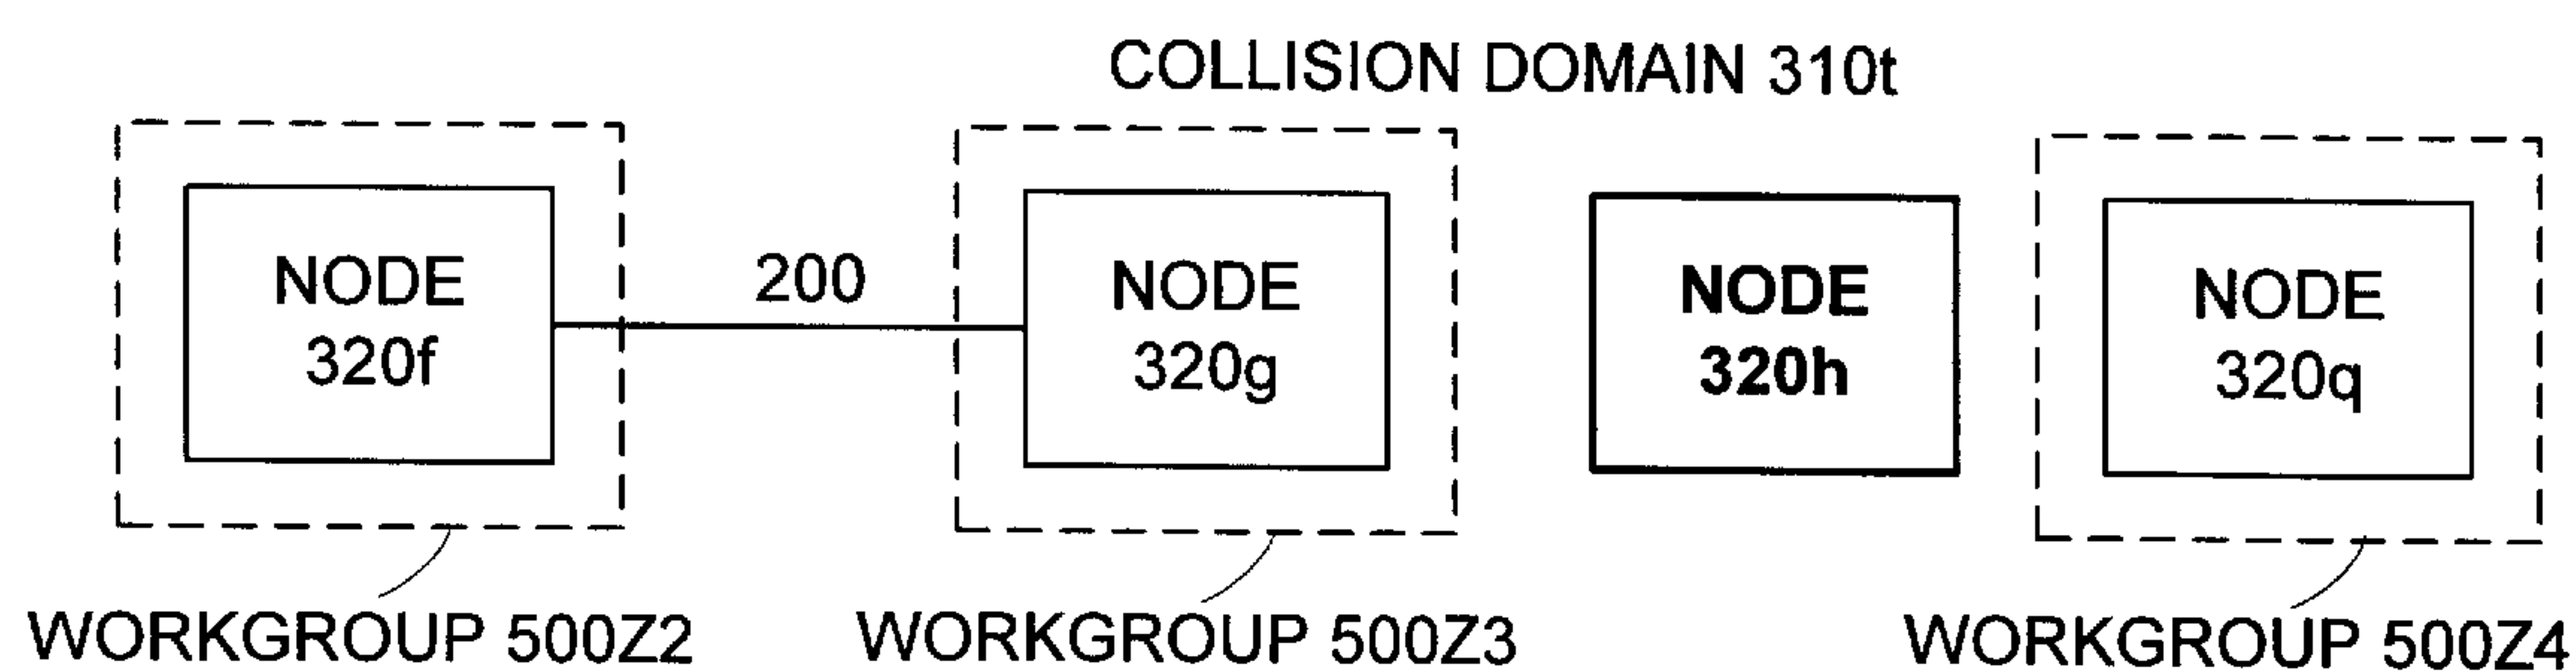 COLLISION DOMAIN 310t
NODE
320f
200
NODE
320g
NODE
320h
NODE
320q
WORKGROUP 500Z2
WORKGROUP 500Z3
WORKGROUP 500Z4